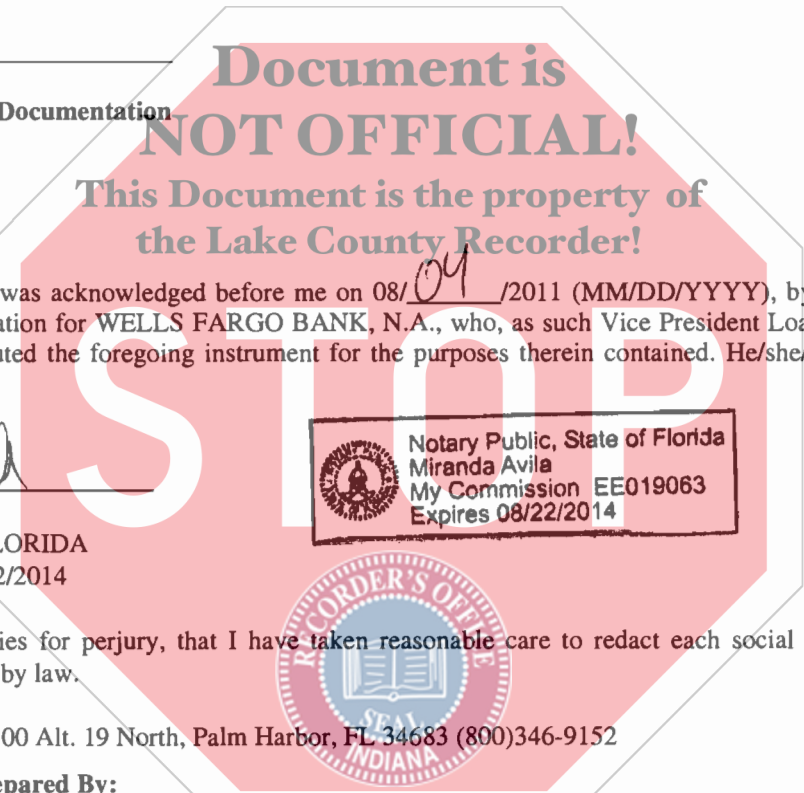 Document is
Documentation
NOT OFFICIAL!
This Document is the property of
the Lake County Recorder!
was acknowledged before me on 08/04/2011 (MM/DD/YYYY), by
ation for WELLS FARGO BANK, N.A., who, as such Vice President Loa
uted the foregoing instrument for the purposes therein contained. He/she/
STOP
Notary Public, State of Florida
Miranda Avila
My Commission EE019063
Expires 08/22/2014
LORIDA
2/2014
RECORDER'S OFFICE
ies for perjury, that I have taken reasonable care to redact each social
by law.
SEAL
00 Alt. 19 North, Palm Harbor, FL 34683 (800)346-9152
INDIANA
epared By: